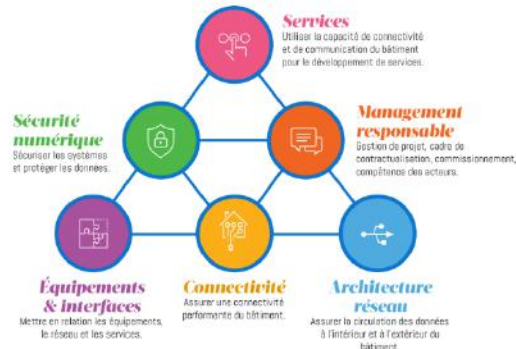 Services
Utiliser la capacité de connectivité
et de communication du bâtiment
pour le développement de services.
Sécurité
numérique
Sécuriser les systèmes
et protéger les données.
Management
responsable
Gestion de projet, cadre de
contractualisation, commissionnement,
compétence des acteurs.
Équipements
& interfaces
Mettre en relation les équipements,
le réseau et les services.
Connectivité
Assurer une connectivité
performante du bâtiment.
Architecture
réseau
Assurer la circulation des données
à l'intérieur et à l'extérieur du
bâtiment.